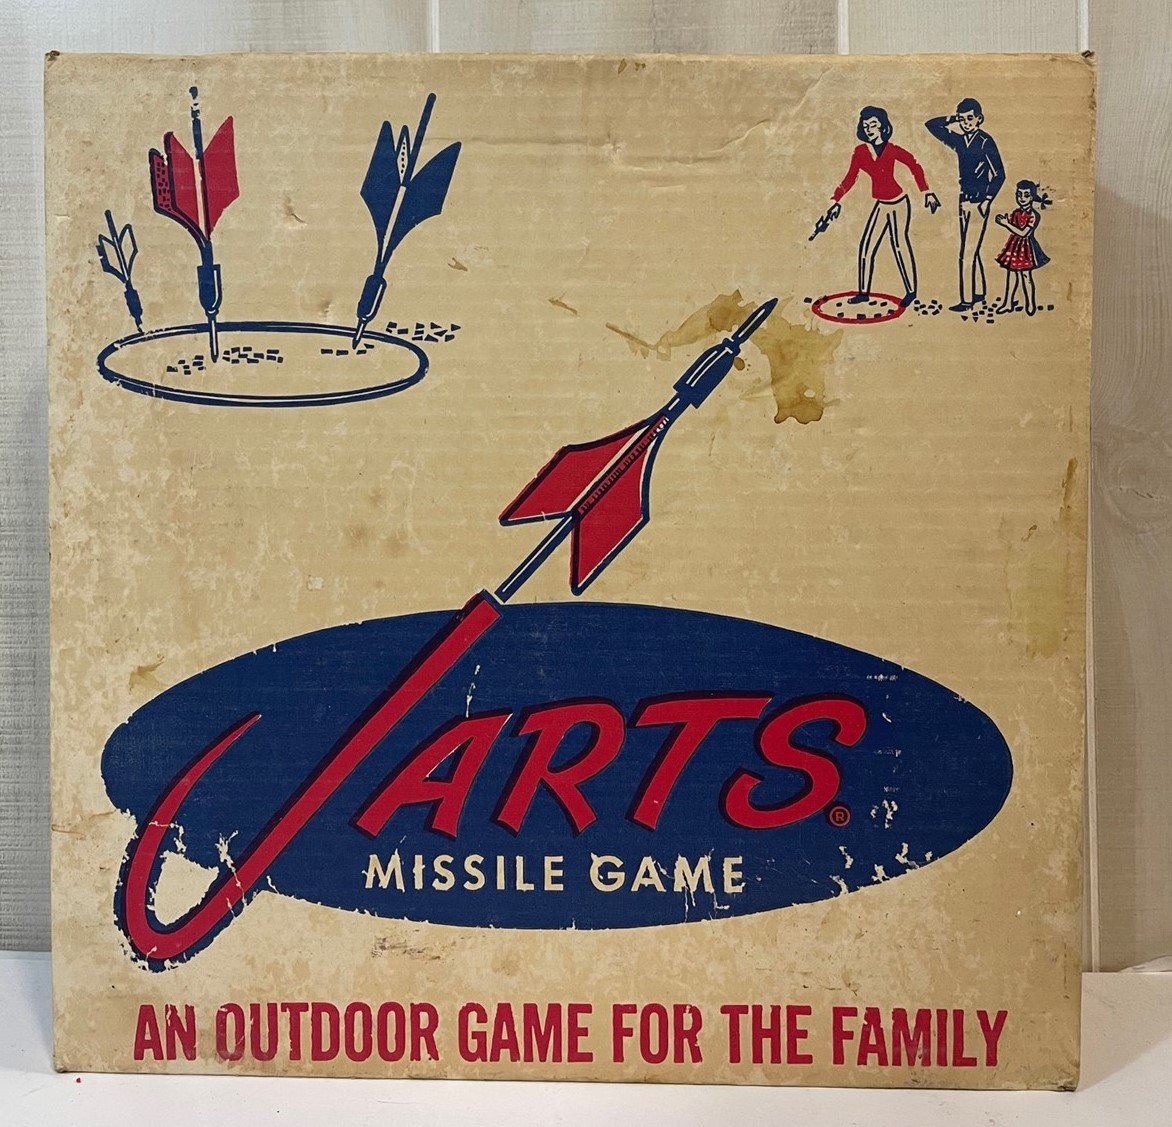 JARTS®
MISSILE GAME
AN OUTDOOR GAME FOR THE FAMILY